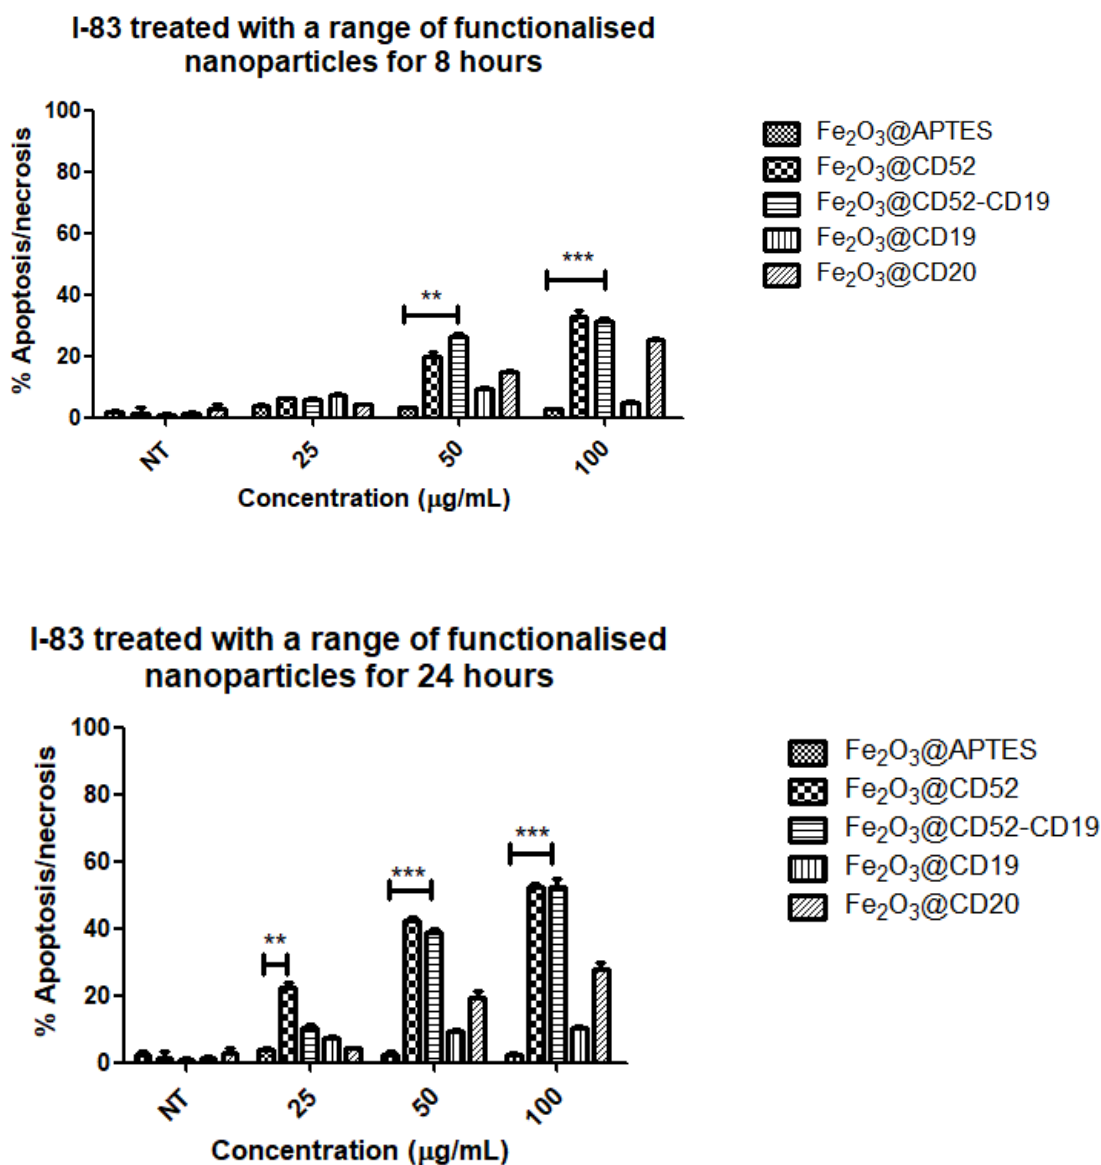 I-83 treated with a range of functionalised
nanoparticles for 8 hours
% Apoptosis/necrosis
100
80
60
40
20
0
**
***
NT
25
50
100
Concentration (μg/mL)
Fe₂O₃@APTES
Fe₂O₃@CD52
Fe₂O₃@CD52-CD19
Fe₂O₃@CD19
Fe₂O₃@CD20
I-83 treated with a range of functionalised
nanoparticles for 24 hours
% Apoptosis/necrosis
100
80
60
40
20
0
**
***
***
NT
25
50
100
Concentration (μg/mL)
Fe₂O₃@APTES
Fe₂O₃@CD52
Fe₂O₃@CD52-CD19
Fe₂O₃@CD19
Fe₂O₃@CD20